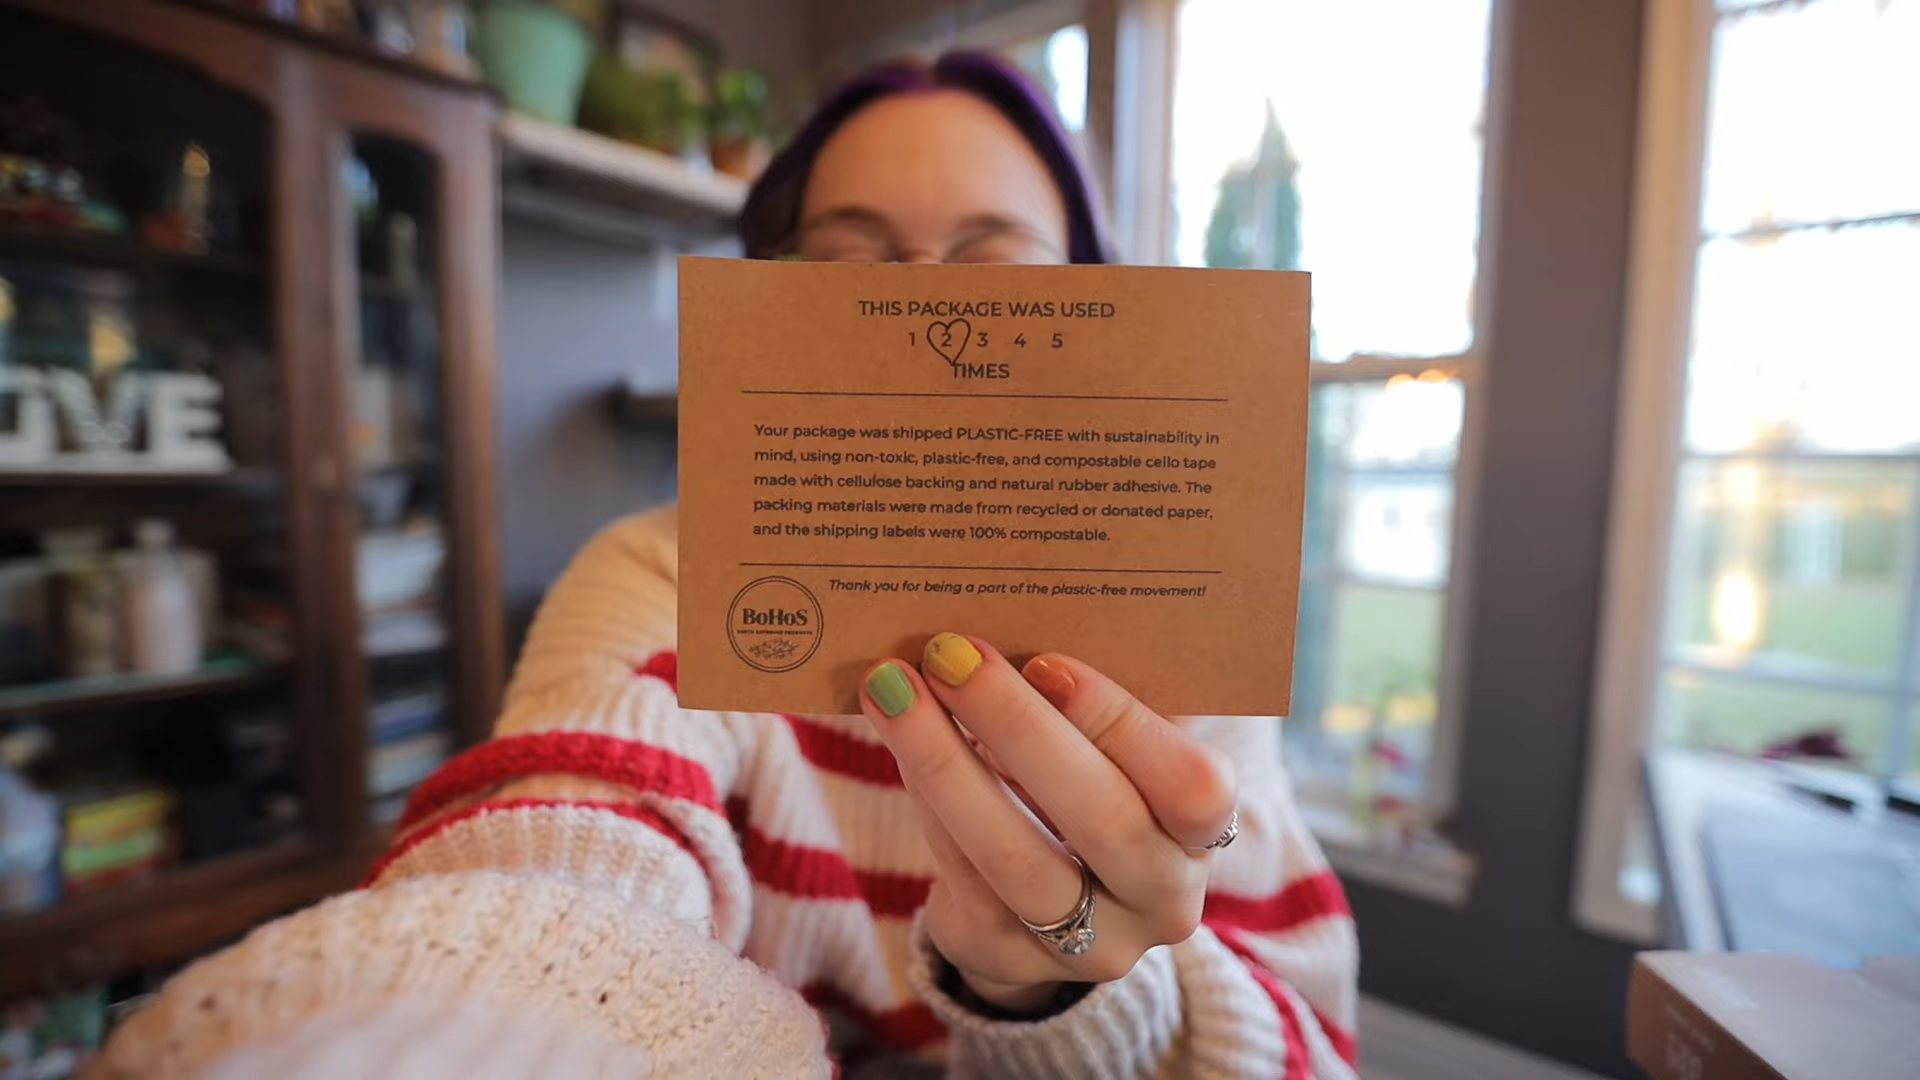 THIS PACKAGE WAS USED
1 2 3 4 5
TIMES
Your package was shipped PLASTIC-FREE with sustainability in
mind, using non-toxic, plastic-free, and compostable cello tape
made with cellulose backing and natural rubber adhesive. The
packing materials were made from recycled or donated paper,
and the shipping labels were 100% compostable.
Thank you for being a part of the plastic-free movement!
BoHoS
OVE